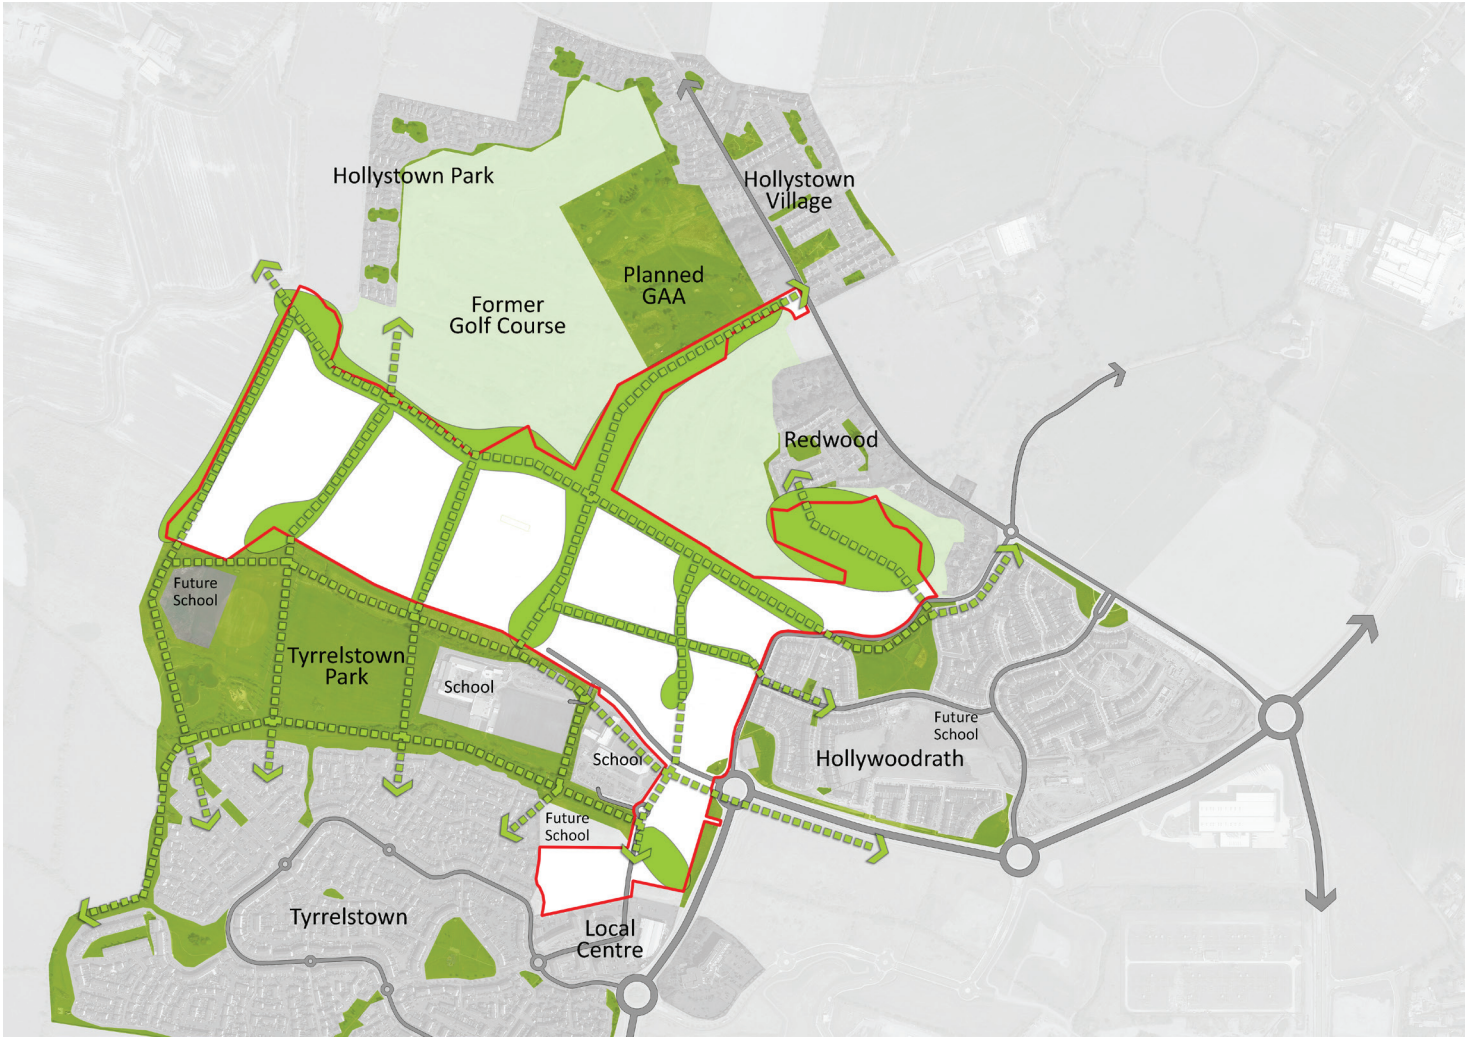 Hollystown Park
Hollystown
Village
Planned
GAA
Former
Golf Course
Redwood
Future
School
Tyrrelstown
Park
School
School
Future
School
Hollywoodrath
Future
School
Tyrrelstown
Local
Centre